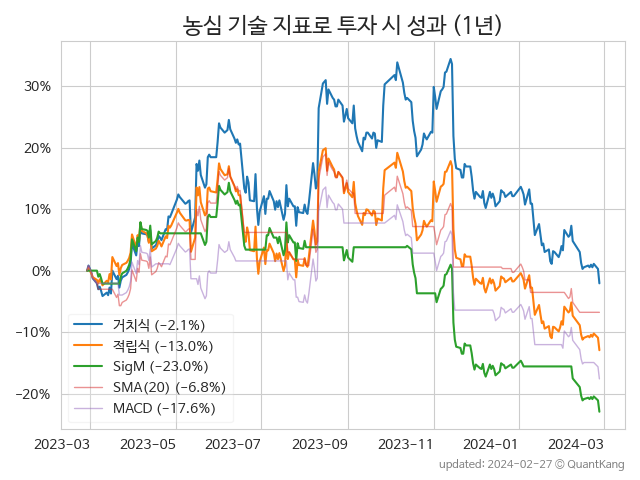 농심 기술 지표로 투자 시 성과 (1년)
30%
20%
10%
0%
−10%
−20%
거치식 (−2.1%)
적립식 (−13.0%)
SigM (−23.0%)
SMA(20) (−6.8%)
MACD (−17.6%)
2023-03 2023-05 2023-07 2023-09 2023-11 2024-01 2024-03
updated: 2024-02-27 © QuantKang